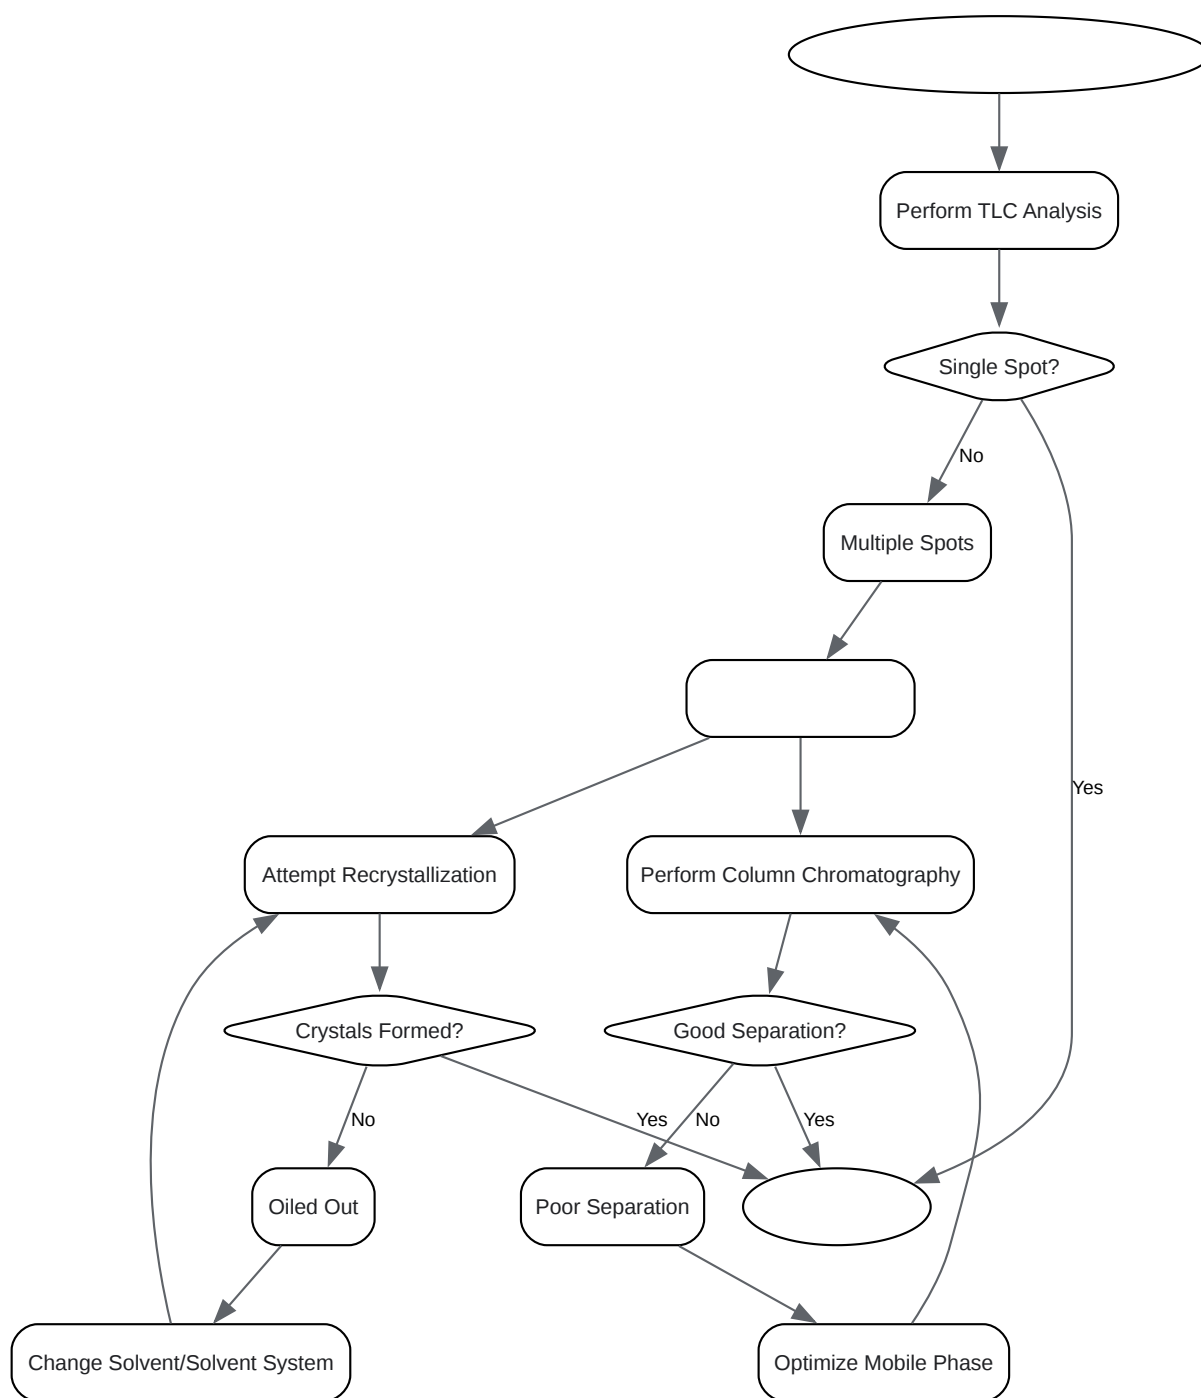 Perform TLC Analysis
Single Spot?
No
Multiple Spots
Yes
Attempt Recrystallization
Perform Column Chromatography
Crystals Formed?
Good Separation?
No
Yes
No
Yes
Oiled Out
Poor Separation
Change Solvent/Solvent System
Optimize Mobile Phase